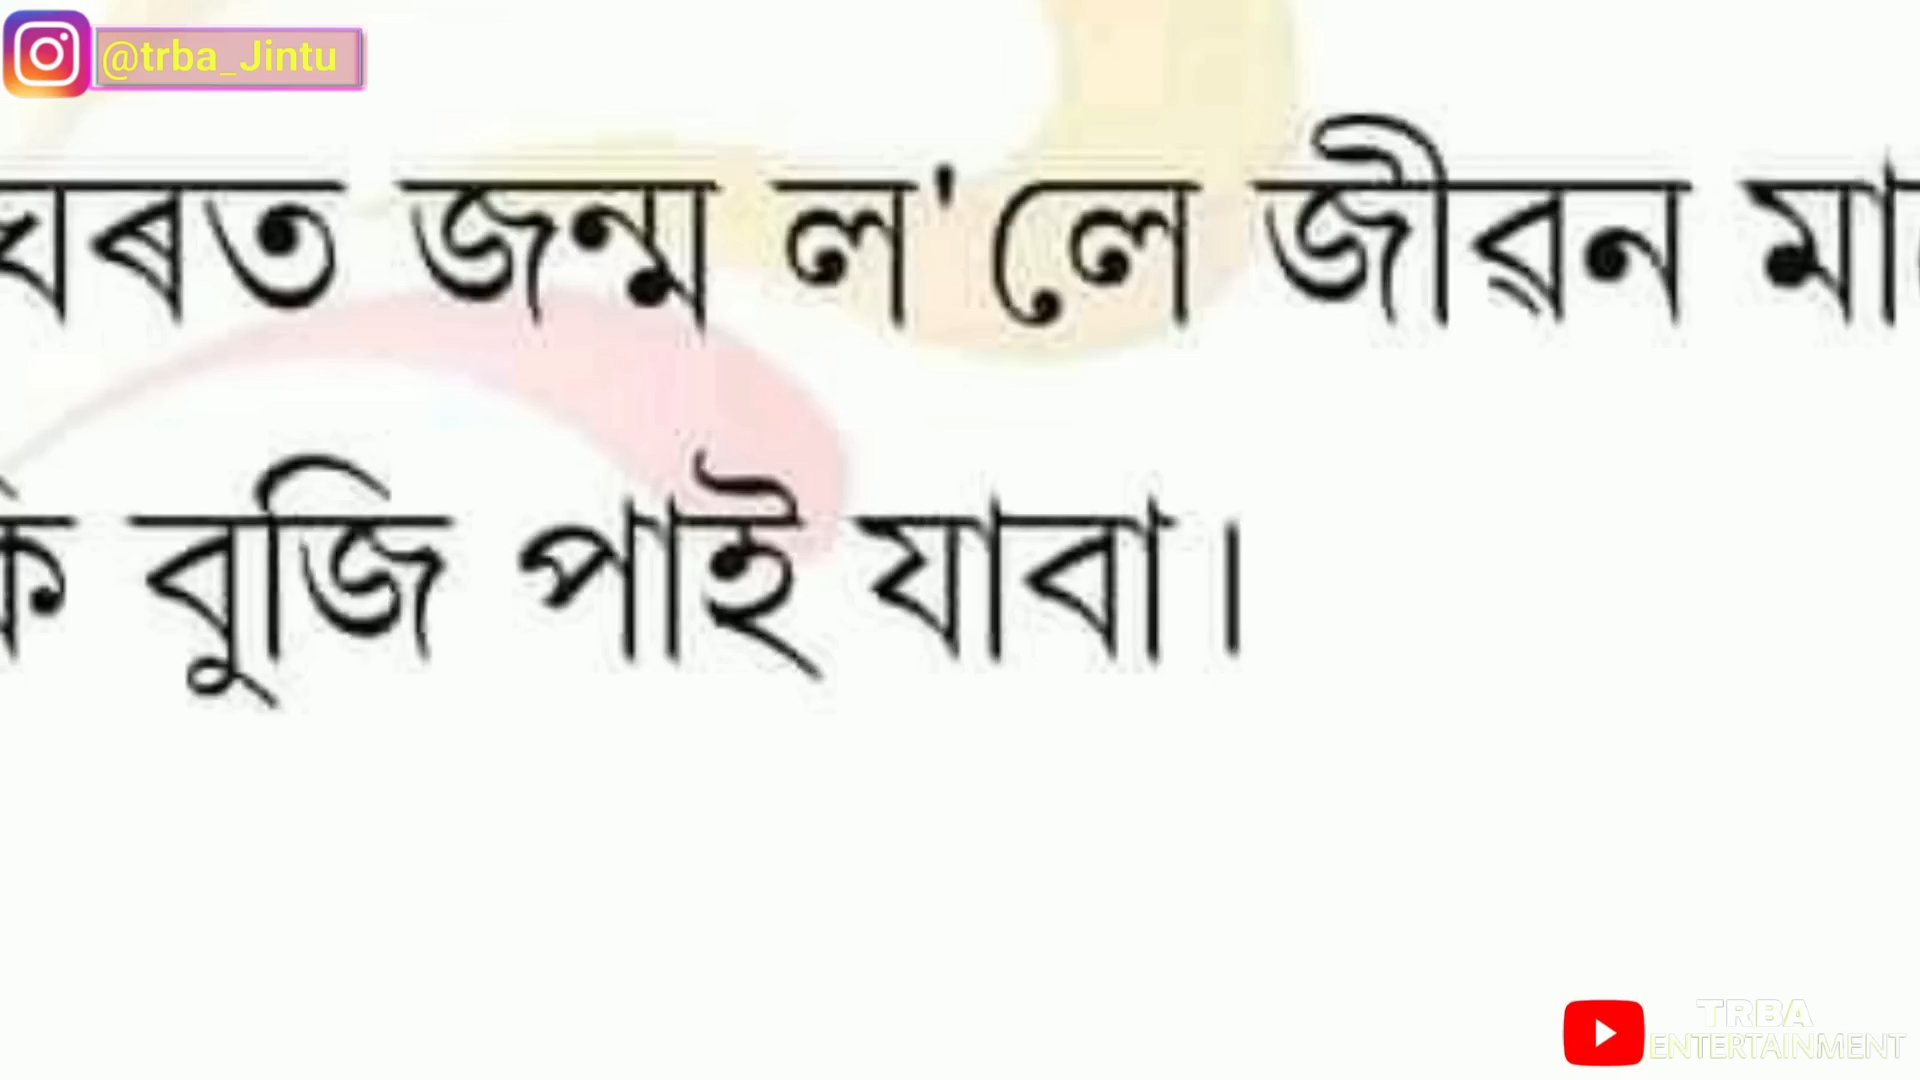 @trba_Jintu
ঘৰত জন্ম ল'লে জীৱন
বুজি পাই যাবা।
TRBA
ENTERTAINMENT